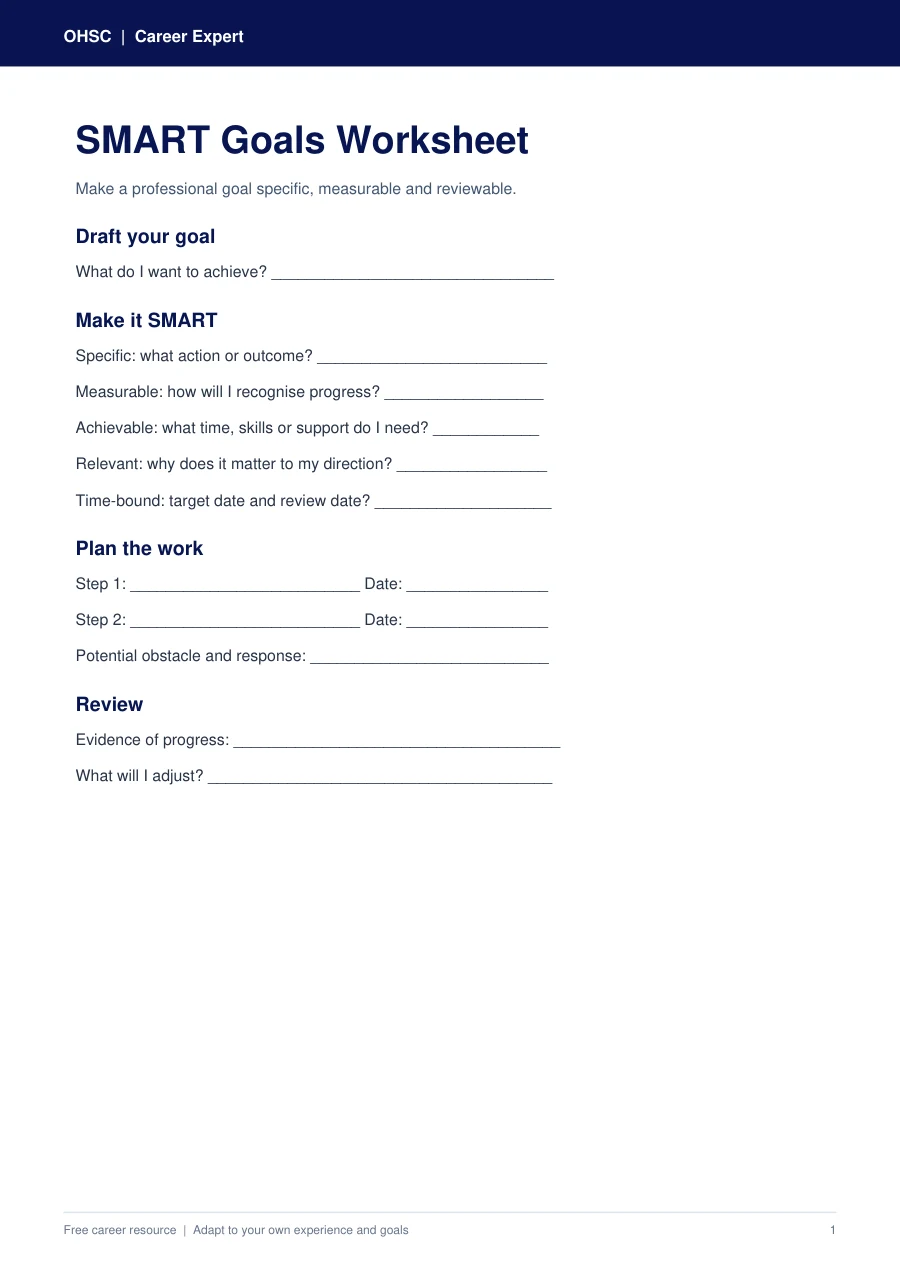 OHSC | Career Expert
SMART Goals Worksheet
Make a professional goal specific, measurable and reviewable.
Draft your goal
What do I want to achieve? ________________________________
Make it SMART
Specific: what action or outcome? __________________________
Measurable: how will I recognise progress? __________________
Achievable: what time, skills or support do I need? ____________
Relevant: why does it matter to my direction? _________________
Time-bound: target date and review date? ____________________
Plan the work
Step 1: __________________________ Date: ________________
Step 2: __________________________ Date: ________________
Potential obstacle and response: ___________________________
Review
Evidence of progress: _____________________________________
What will I adjust? _______________________________________
Free career resource | Adapt to your own experience and goals 1